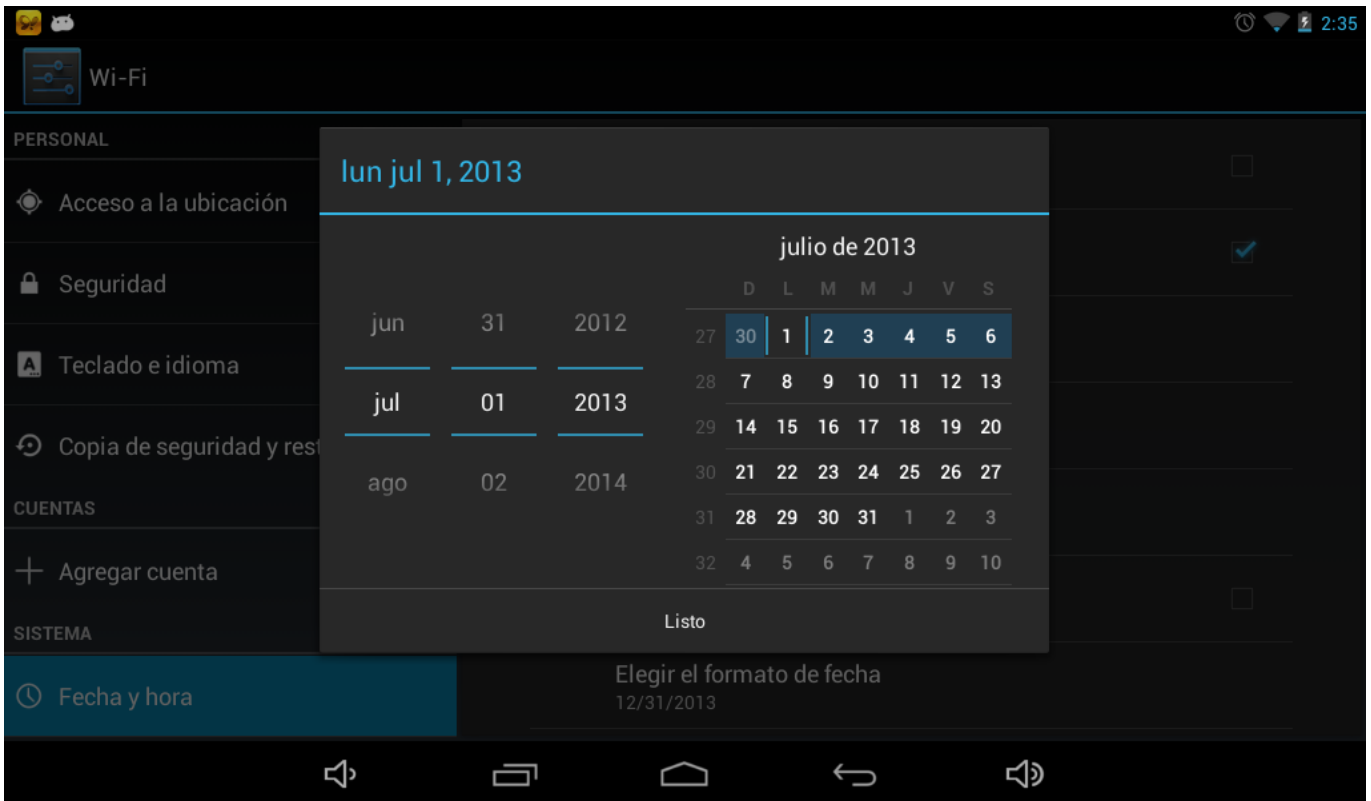 2:35
Wi-Fi
PERSONAL
Acceso a la ubicación
Seguridad
Teclado e idioma
Copia de seguridad y rest
CUENTAS
Agregar cuenta
SISTEMA
Fecha y hora
lun jul 1, 2013
jun 31 2012
jul 01 2013
ago 02 2014
julio de 2013
D L M M J V S
27 30 1 2 3 4 5 6
28 7 8 9 10 11 12 13
29 14 15 16 17 18 19 20
30 21 22 23 24 25 26 27
31 28 29 30 31 1 2 3
32 4 5 6 7 8 9 10
Listo
Elegir el formato de fecha
12/31/2013